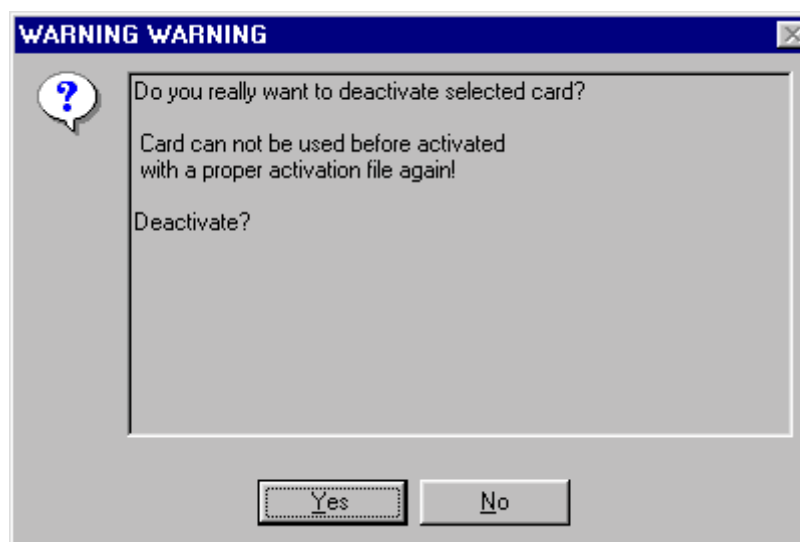 WARNING WARNING
?
Do you really want to deactivate selected card?
Card can not be used before activated
with a proper activation file again!
Deactivate?
Yes
No